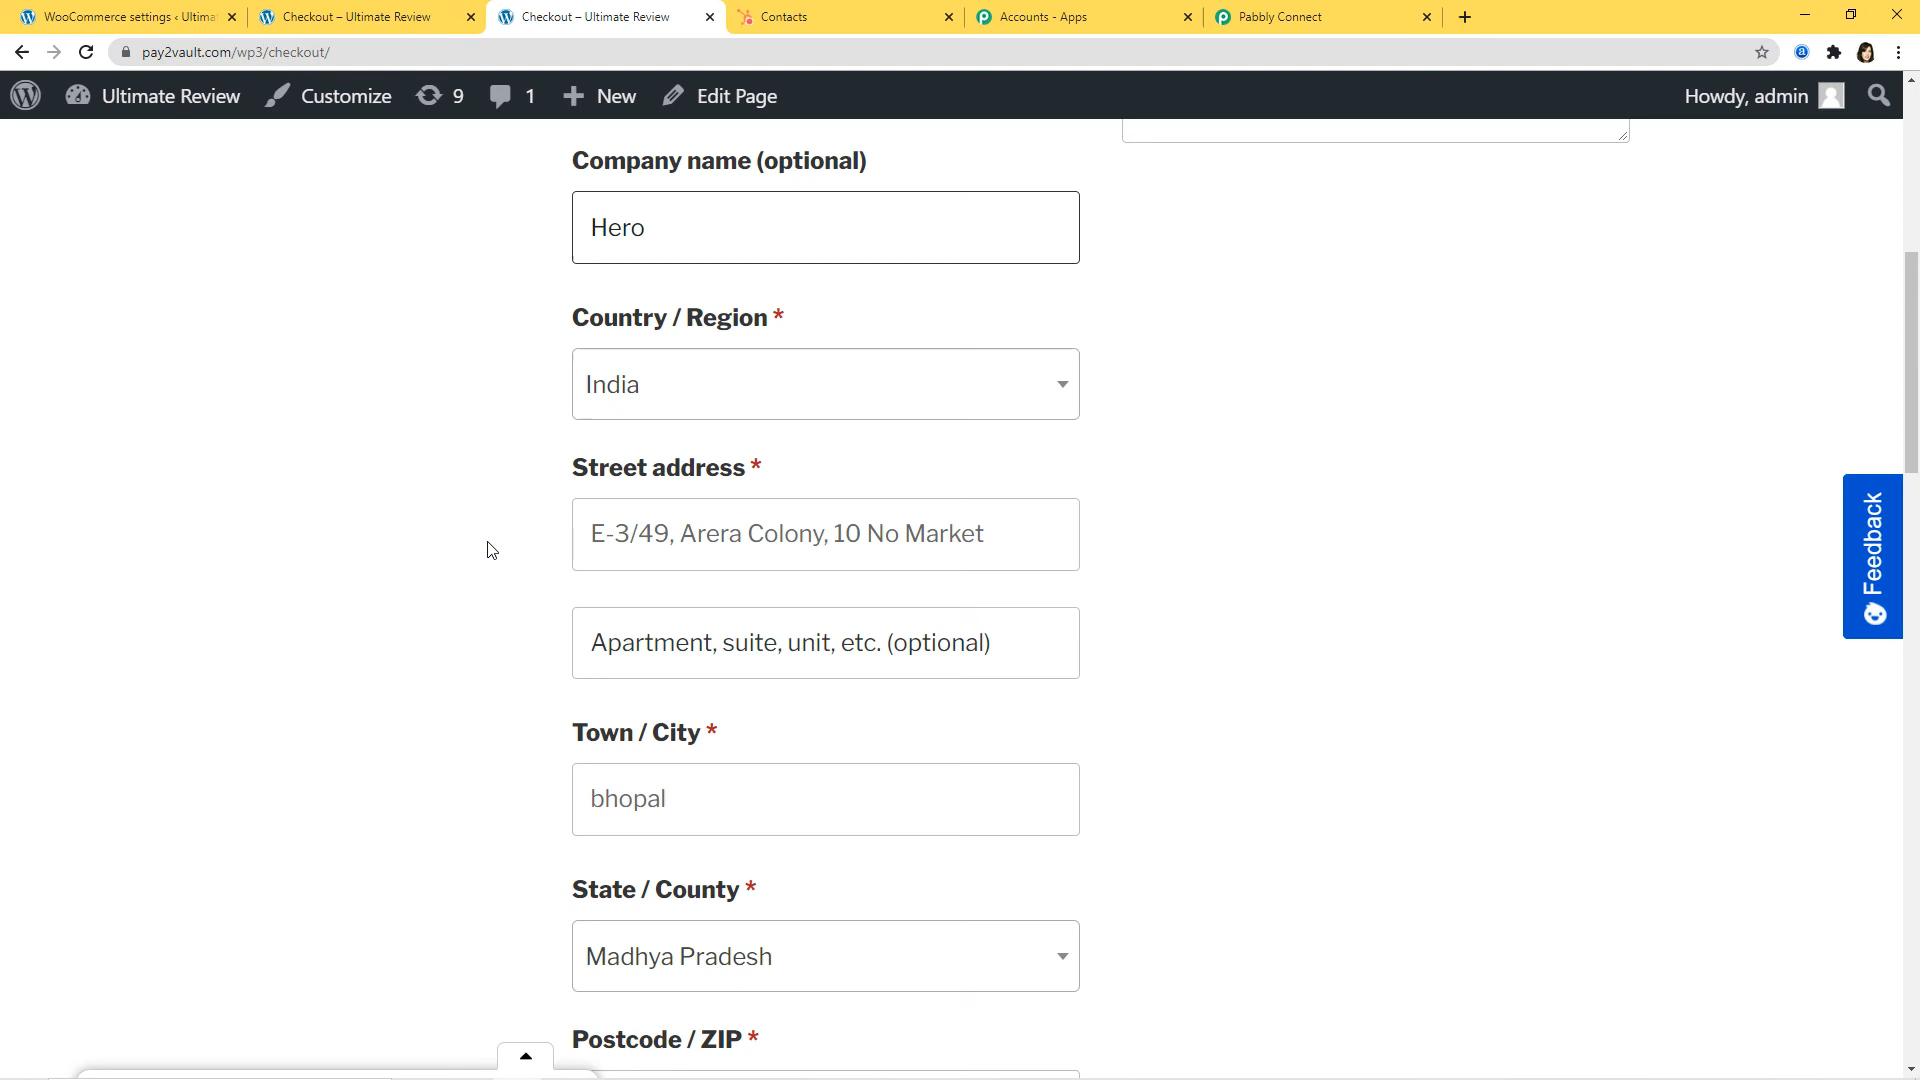 WooCommerce settings ‹ Ultima
Checkout – Ultimate Review
Checkout – Ultimate Review
Contacts
Accounts - Apps
Pabbly Connect
pay2vault.com/wp3/checkout/
Ultimate Review
Customize
9
1
New
Edit Page
Howdy, admin
Company name (optional)
Hero
Country / Region *
India
Street address *
E-3/49, Arera Colony, 10 No Market
Apartment, suite, unit, etc. (optional)
Town / City *
bhopal
State / County *
Madhya Pradesh
Postcode / ZIP *
Feedback